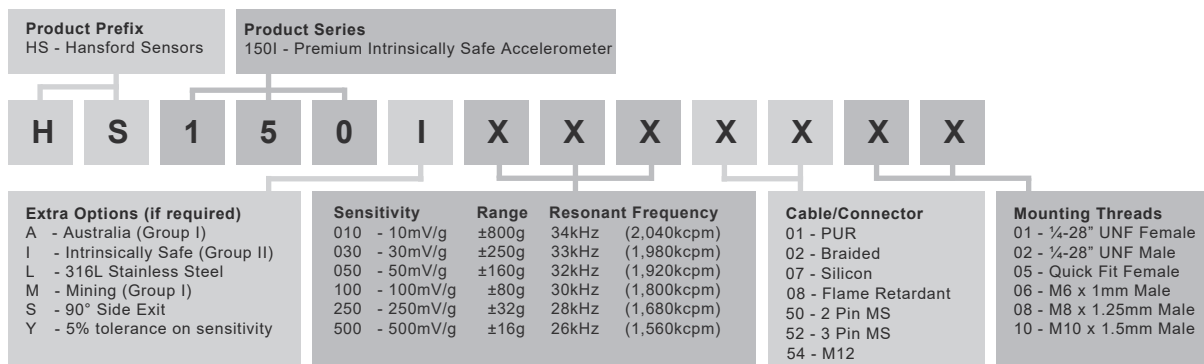 Product Prefix
HS - Hansford Sensors
Product Series
150I - Premium Intrinsically Safe Accelerometer
H S 1 5 0 I X X X X X X X
Extra Options (if required)
A - Australia (Group I)
I - Intrinsically Safe (Group II)
L - 316L Stainless Steel
M - Mining (Group I)
S - 90° Side Exit
Y - 5% tolerance on sensitivity
Sensitivity Range Resonant Frequency
010 - 10mV/g ±800g 34kHz (2,040kcpm)
030 - 30mV/g ±250g 33kHz (1,980kcpm)
050 - 50mV/g ±160g 32kHz (1,920kcpm)
100 - 100mV/g ±80g 30kHz (1,800kcpm)
250 - 250mV/g ±32g 28kHz (1,680kcpm)
500 - 500mV/g ±16g 26kHz (1,560kcpm)
Cable/Connector
01 - PUR
02 - Braided
07 - Silicon
08 - Flame Retardant
50 - 2 Pin MS
52 - 3 Pin MS
54 - M12
Mounting Threads
01 - ¼-28” UNF Female
02 - ¼-28” UNF Male
05 - Quick Fit Female
06 - M6 x 1mm Male
08 - M8 x 1.25mm Male
10 - M10 x 1.5mm Male